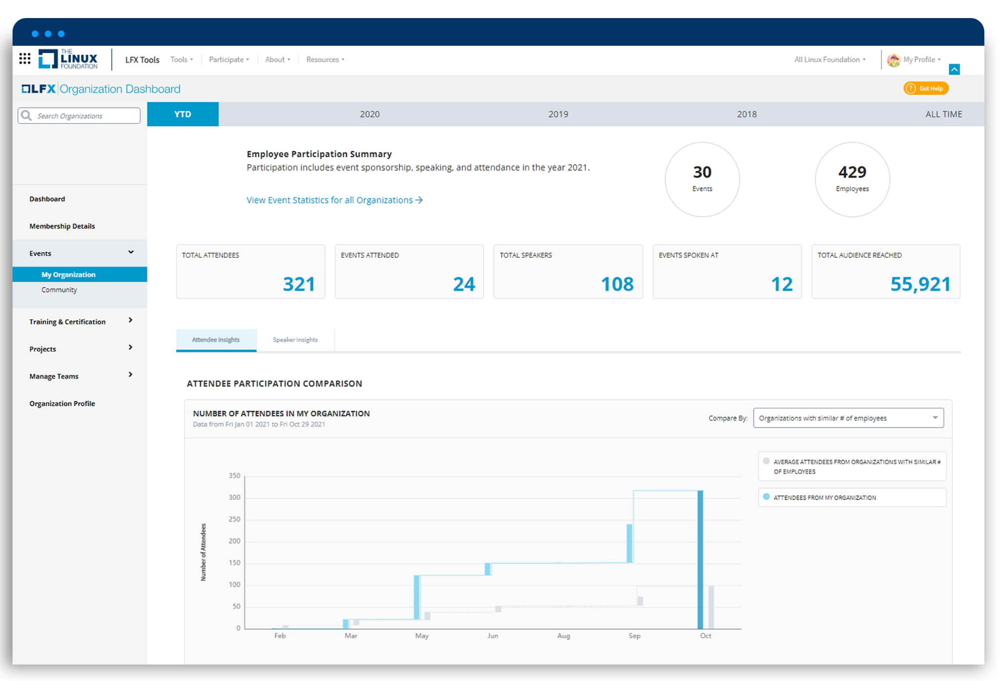 THE
LINUX
FOUNDATION
LFX Tools
Tools
Participate
About
Resources
All Linux Foundation
My Profile
LFX Organization Dashboard
? Get Help
Search Organizations
YTD
2020
2019
2018
ALL TIME
Dashboard
Membership Details
Events
My Organization
Community
Training & Certification
Projects
Manage Teams
Organization Profile
Employee Participation Summary
Participation includes event sponsorship, speaking, and attendance in the year 2021.
View Event Statistics for all Organizations →
30
Events
429
Employees
TOTAL ATTENDEES
321
EVENTS ATTENDED
24
TOTAL SPEAKERS
108
EVENTS SPOKEN AT
12
TOTAL AUDIENCE REACHED
55,921
Attendee Insights
Speaker Insights
ATTENDEE PARTICIPATION COMPARISON
NUMBER OF ATTENDEES IN MY ORGANIZATION
Data from Fri Jan 01 2021 to Fri Oct 29 2021
Compare By:
Organizations with similar # of employees
AVERAGE ATTENDEES FROM ORGANIZATIONS WITH SIMILAR #
OF EMPLOYEES
ATTENDEES FROM MY ORGANIZATION
Number of Attendees
350
300
250
200
150
100
50
0
Feb
Mar
May
Jun
Aug
Sep
Oct